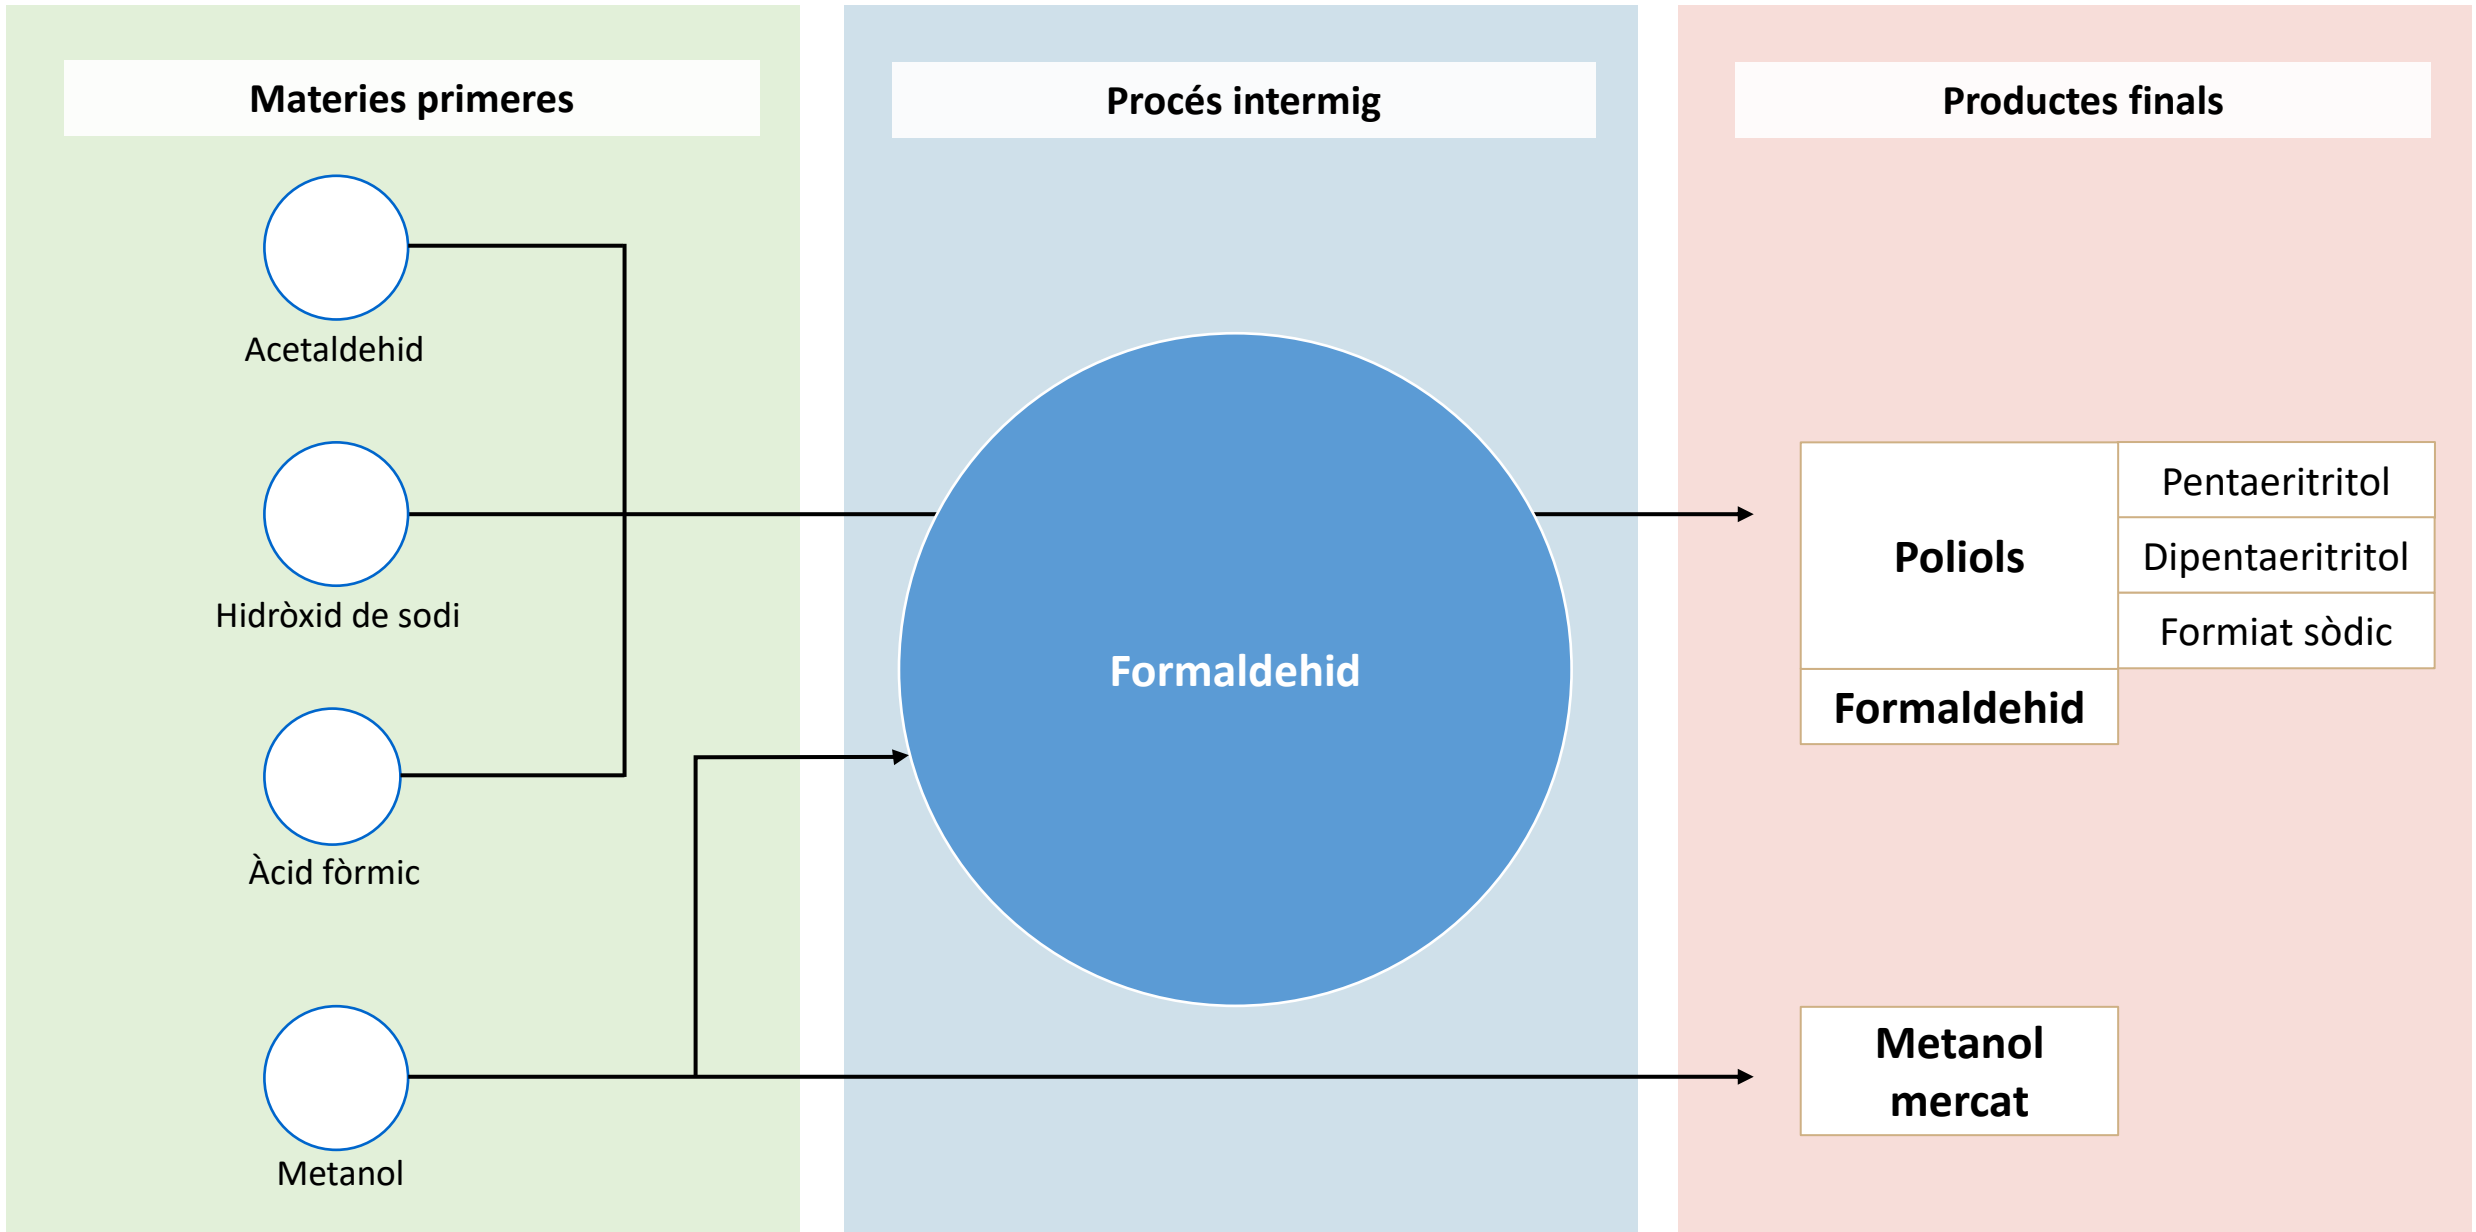 Materies primeres
Procés intermig
Productes finals
Acetaldehid
Hidròxid de sodi
Àcid fòrmic
Metanol
Formaldehid
Poliols
Pentaeritritol
Dipentaeritritol
Formiat sòdic
Formaldehid
Metanol
mercat